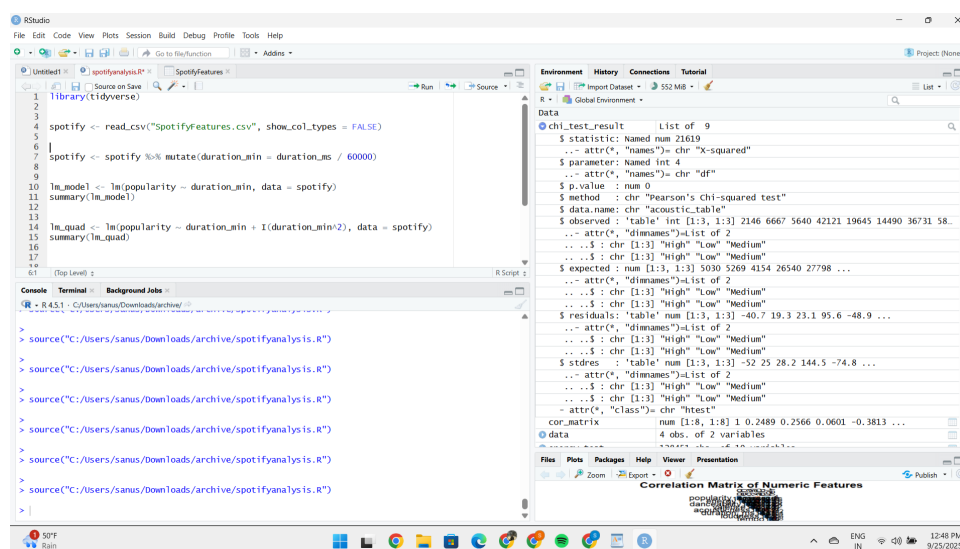 RStudio
File Edit Code View Plots Session Build Debug Profile Tools Help
Go to file/function Addins Project: (None
Untitled1 × spotifyanalysis.R* × SpotifyFeatures ×
Source on Save Run Source
1 library(tidyverse)
2
3
4 spotify <- read_csv("SpotifyFeatures.csv", show_col_types = FALSE)
5
6
7 spotify <- spotify %>% mutate(duration_min = duration_ms / 60000)
8
9
10 lm_model <- lm(popularity ~ duration_min, data = spotify)
11 summary(lm_model)
12
13
14 lm_quad <- lm(popularity ~ duration_min + I(duration_min^2), data = spotify)
15 summary(lm_quad)
16
17
18
6:1 (Top Level) R Script
Console Terminal × Background Jobs ×
R 4.5.1 · C:/Users/sanus/Downloads/archive/
> source("C:/Users/sanus/Downloads/archive/spotifyanalysis.R")
>
> source("C:/Users/sanus/Downloads/archive/spotifyanalysis.R")
>
> source("C:/Users/sanus/Downloads/archive/spotifyanalysis.R")
>
> source("C:/Users/sanus/Downloads/archive/spotifyanalysis.R")
>
> source("C:/Users/sanus/Downloads/archive/spotifyanalysis.R")
>
> source("C:/Users/sanus/Downloads/archive/spotifyanalysis.R")
>
> source("C:/Users/sanus/Downloads/archive/spotifyanalysis.R")
>
Environment History Connections Tutorial
Import Dataset 552 MiB List
R Global Environment
Data
chi_test_result List of 9
$ statistic: Named num 21619
..- attr(*, "names")= chr "X-squared"
$ parameter: Named int 4
..- attr(*, "names")= chr "df"
$ p.value : num 0
$ method : chr "Pearson's Chi-squared test"
$ data.name: chr "acoustic_table"
$ observed : 'table' int [1:3, 1:3] 2146 6667 5640 42121 19645 14490 36731 58…
..- attr(*, "dimnames")=List of 2
.. ..$ : chr [1:3] "High" "Low" "Medium"
.. ..$ : chr [1:3] "High" "Low" "Medium"
$ expected : num [1:3, 1:3] 5030 5269 4154 26540 27798 ...
..- attr(*, "dimnames")=List of 2
.. ..$ : chr [1:3] "High" "Low" "Medium"
.. ..$ : chr [1:3] "High" "Low" "Medium"
$ residuals: 'table' num [1:3, 1:3] -40.7 19.3 23.1 95.6 -48.9 ...
..- attr(*, "dimnames")=List of 2
.. ..$ : chr [1:3] "High" "Low" "Medium"
.. ..$ : chr [1:3] "High" "Low" "Medium"
$ stdres : 'table' num [1:3, 1:3] -52 25 28.2 144.5 -74.8 ...
..- attr(*, "dimnames")=List of 2
.. ..$ : chr [1:3] "High" "Low" "Medium"
.. ..$ : chr [1:3] "High" "Low" "Medium"
- attr(*, "class")= chr "htest"
cor_matrix num [1:8, 1:8] 1 0.2489 0.2566 0.0601 -0.3813 ...
data 4 obs. of 2 variables
Files Plots Packages Help Viewer Presentation
Zoom Export Publish
Correlation Matrix of Numeric Features
1 50°F
Rain
ENG
IN
12:48 PM
9/25/2025